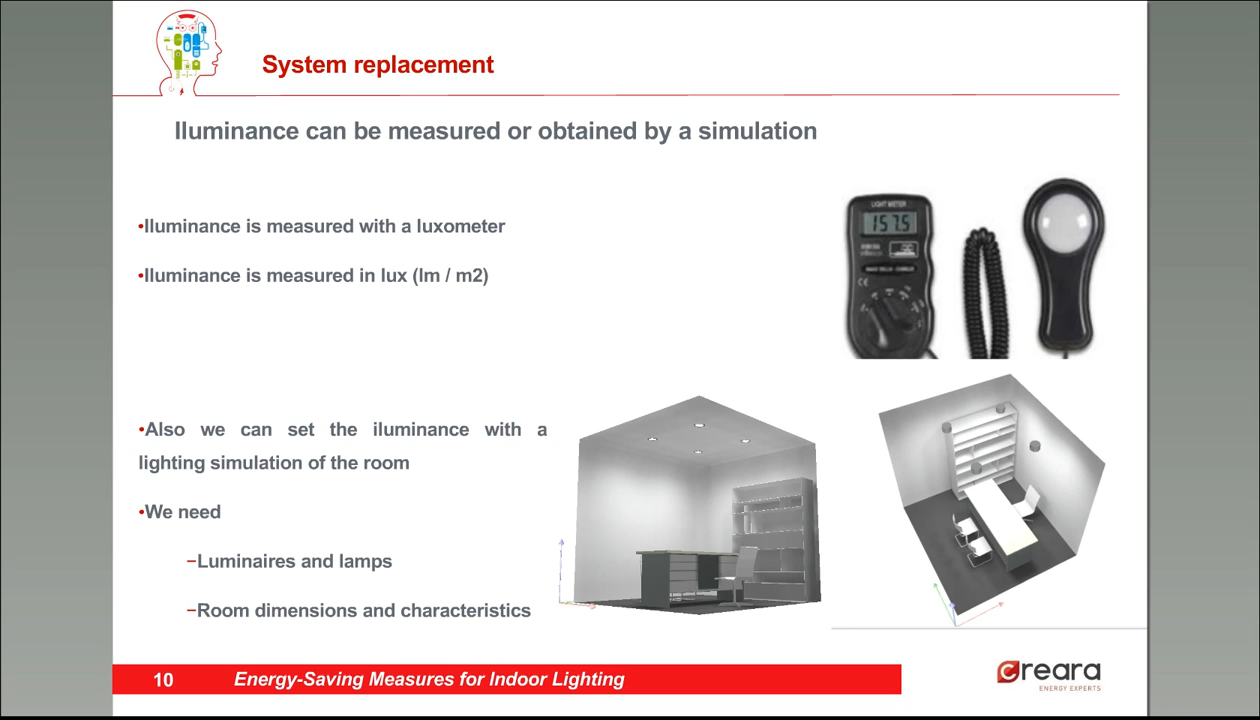 System replacement
Iluminance can be measured or obtained by a simulation
•Iluminance is measured with a luxometer
•Iluminance is measured in lux (lm / m2)
LIGHT METER
157.5
CE
•Also we can set the iluminance with a
lighting simulation of the room
•We need
–Luminaires and lamps
–Room dimensions and characteristics
10
Energy-Saving Measures for Indoor Lighting
creara
ENERGY EXPERTS